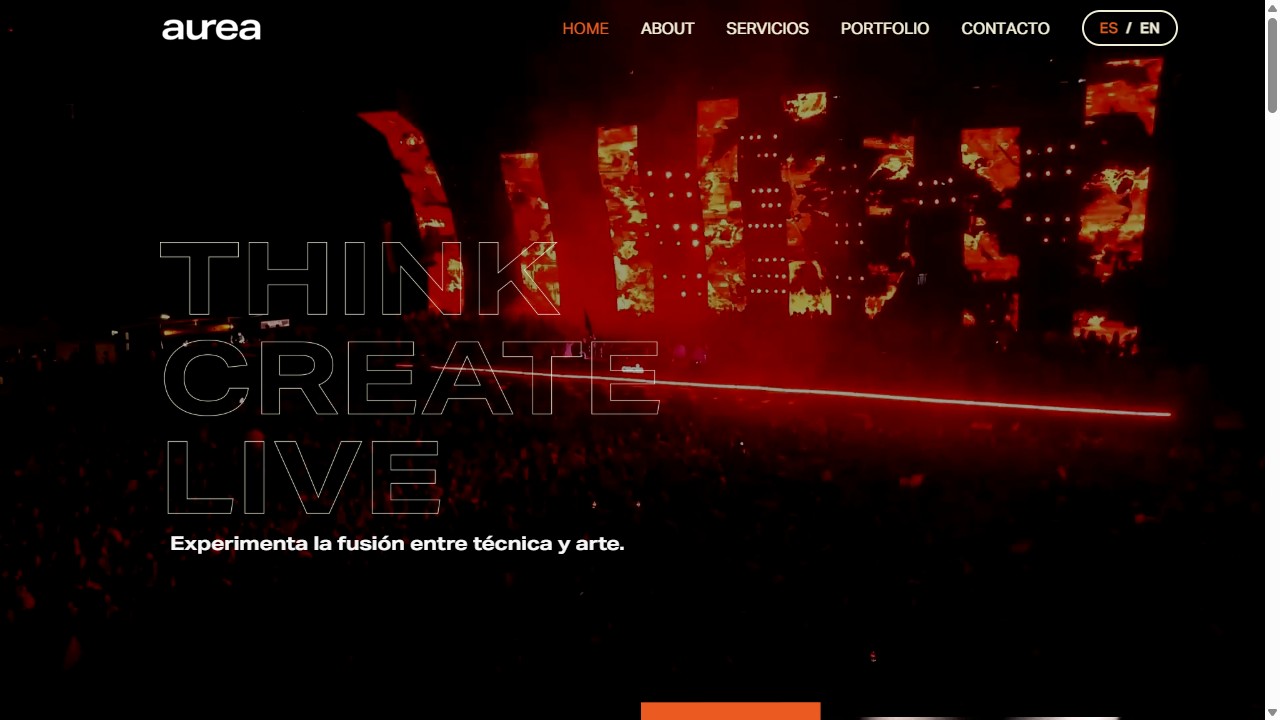 aurea
HOME ABOUT SERVICIOS PORTFOLIO CONTACTO ES / EN
THINK
CREATE
LIVE
Experimenta la fusión entre técnica y arte.